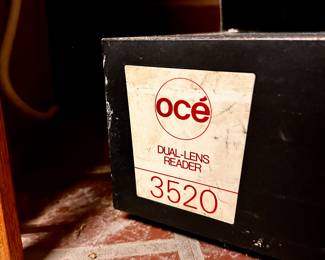 océ
DUAL-LENS
READER
3520